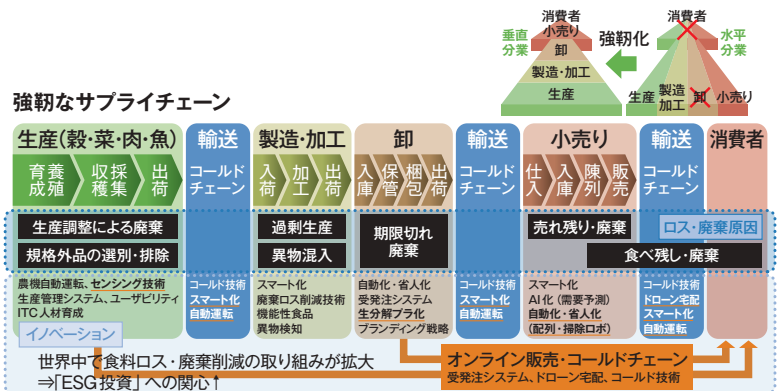 消費者
小売り
垂直
分業
卸
製造・加工
生産
強靭化
消費者
水平
分業
生産
製造
加工
卸
小売り
強靭なサプライチェーン
生産(穀・菜・肉・魚)
輸送
製造・加工
卸
輸送
小売り
輸送
消費者
育成
養殖
収穫
採集
出荷
コールド
チェーン
入荷
加工
出荷
入庫
保管
梱包
出荷
コールド
チェーン
仕入
入庫
陳列
販売
コールド
チェーン
生産調整による廃棄
過剰生産
期限切れ
廃棄
売れ残り・廃棄
ロス・廃棄原因
規格外品の選別・排除
異物混入
食べ残し・廃棄
農機自動運転、センシング技術
生産管理システム、ユーザビリティ
ITC人材育成
コールド技術
スマート化
自動運転
スマート化
廃棄ロス削減技術
機能性食品
異物検知
自動化・省人化
受発注システム
生分解プラ化
ブランディング戦略
コールド技術
スマート化
自動運転
スマート化
AI化（需要予測）
自動化・省人化
（配列・掃除ロボ）
コールド技術
ドローン宅配
スマート化
自動運転
イノベーション
世界中で食料ロス・廃棄削減の取り組みが拡大
⇒「ESG投資」への関心↑
オンライン販売・コールドチェーン
受発注システム、ドローン宅配、コールド技術